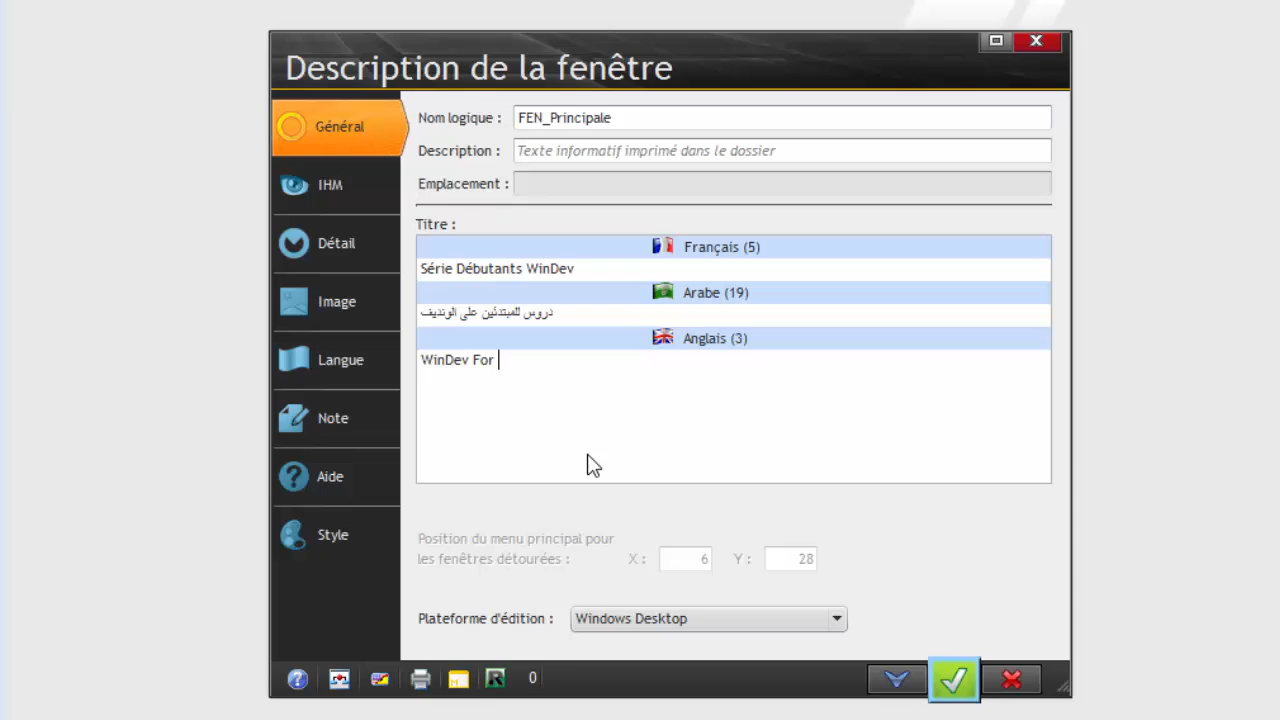 Description de la fenêtre
Général
IHM
Détail
Image
Langue
Note
Aide
Style
Nom logique : FEN_Principale
Description : Texte informatif imprimé dans le dossier
Emplacement :
Titre :
Français (5)
Série Débutants WinDev
Arabe (19)
دروس للمبتدئين على الونديف
Anglais (3)
WinDev For
Position du menu principal pour
les fenêtres détourées : X : 6 Y : 28
Plateforme d'édition : Windows Desktop
0